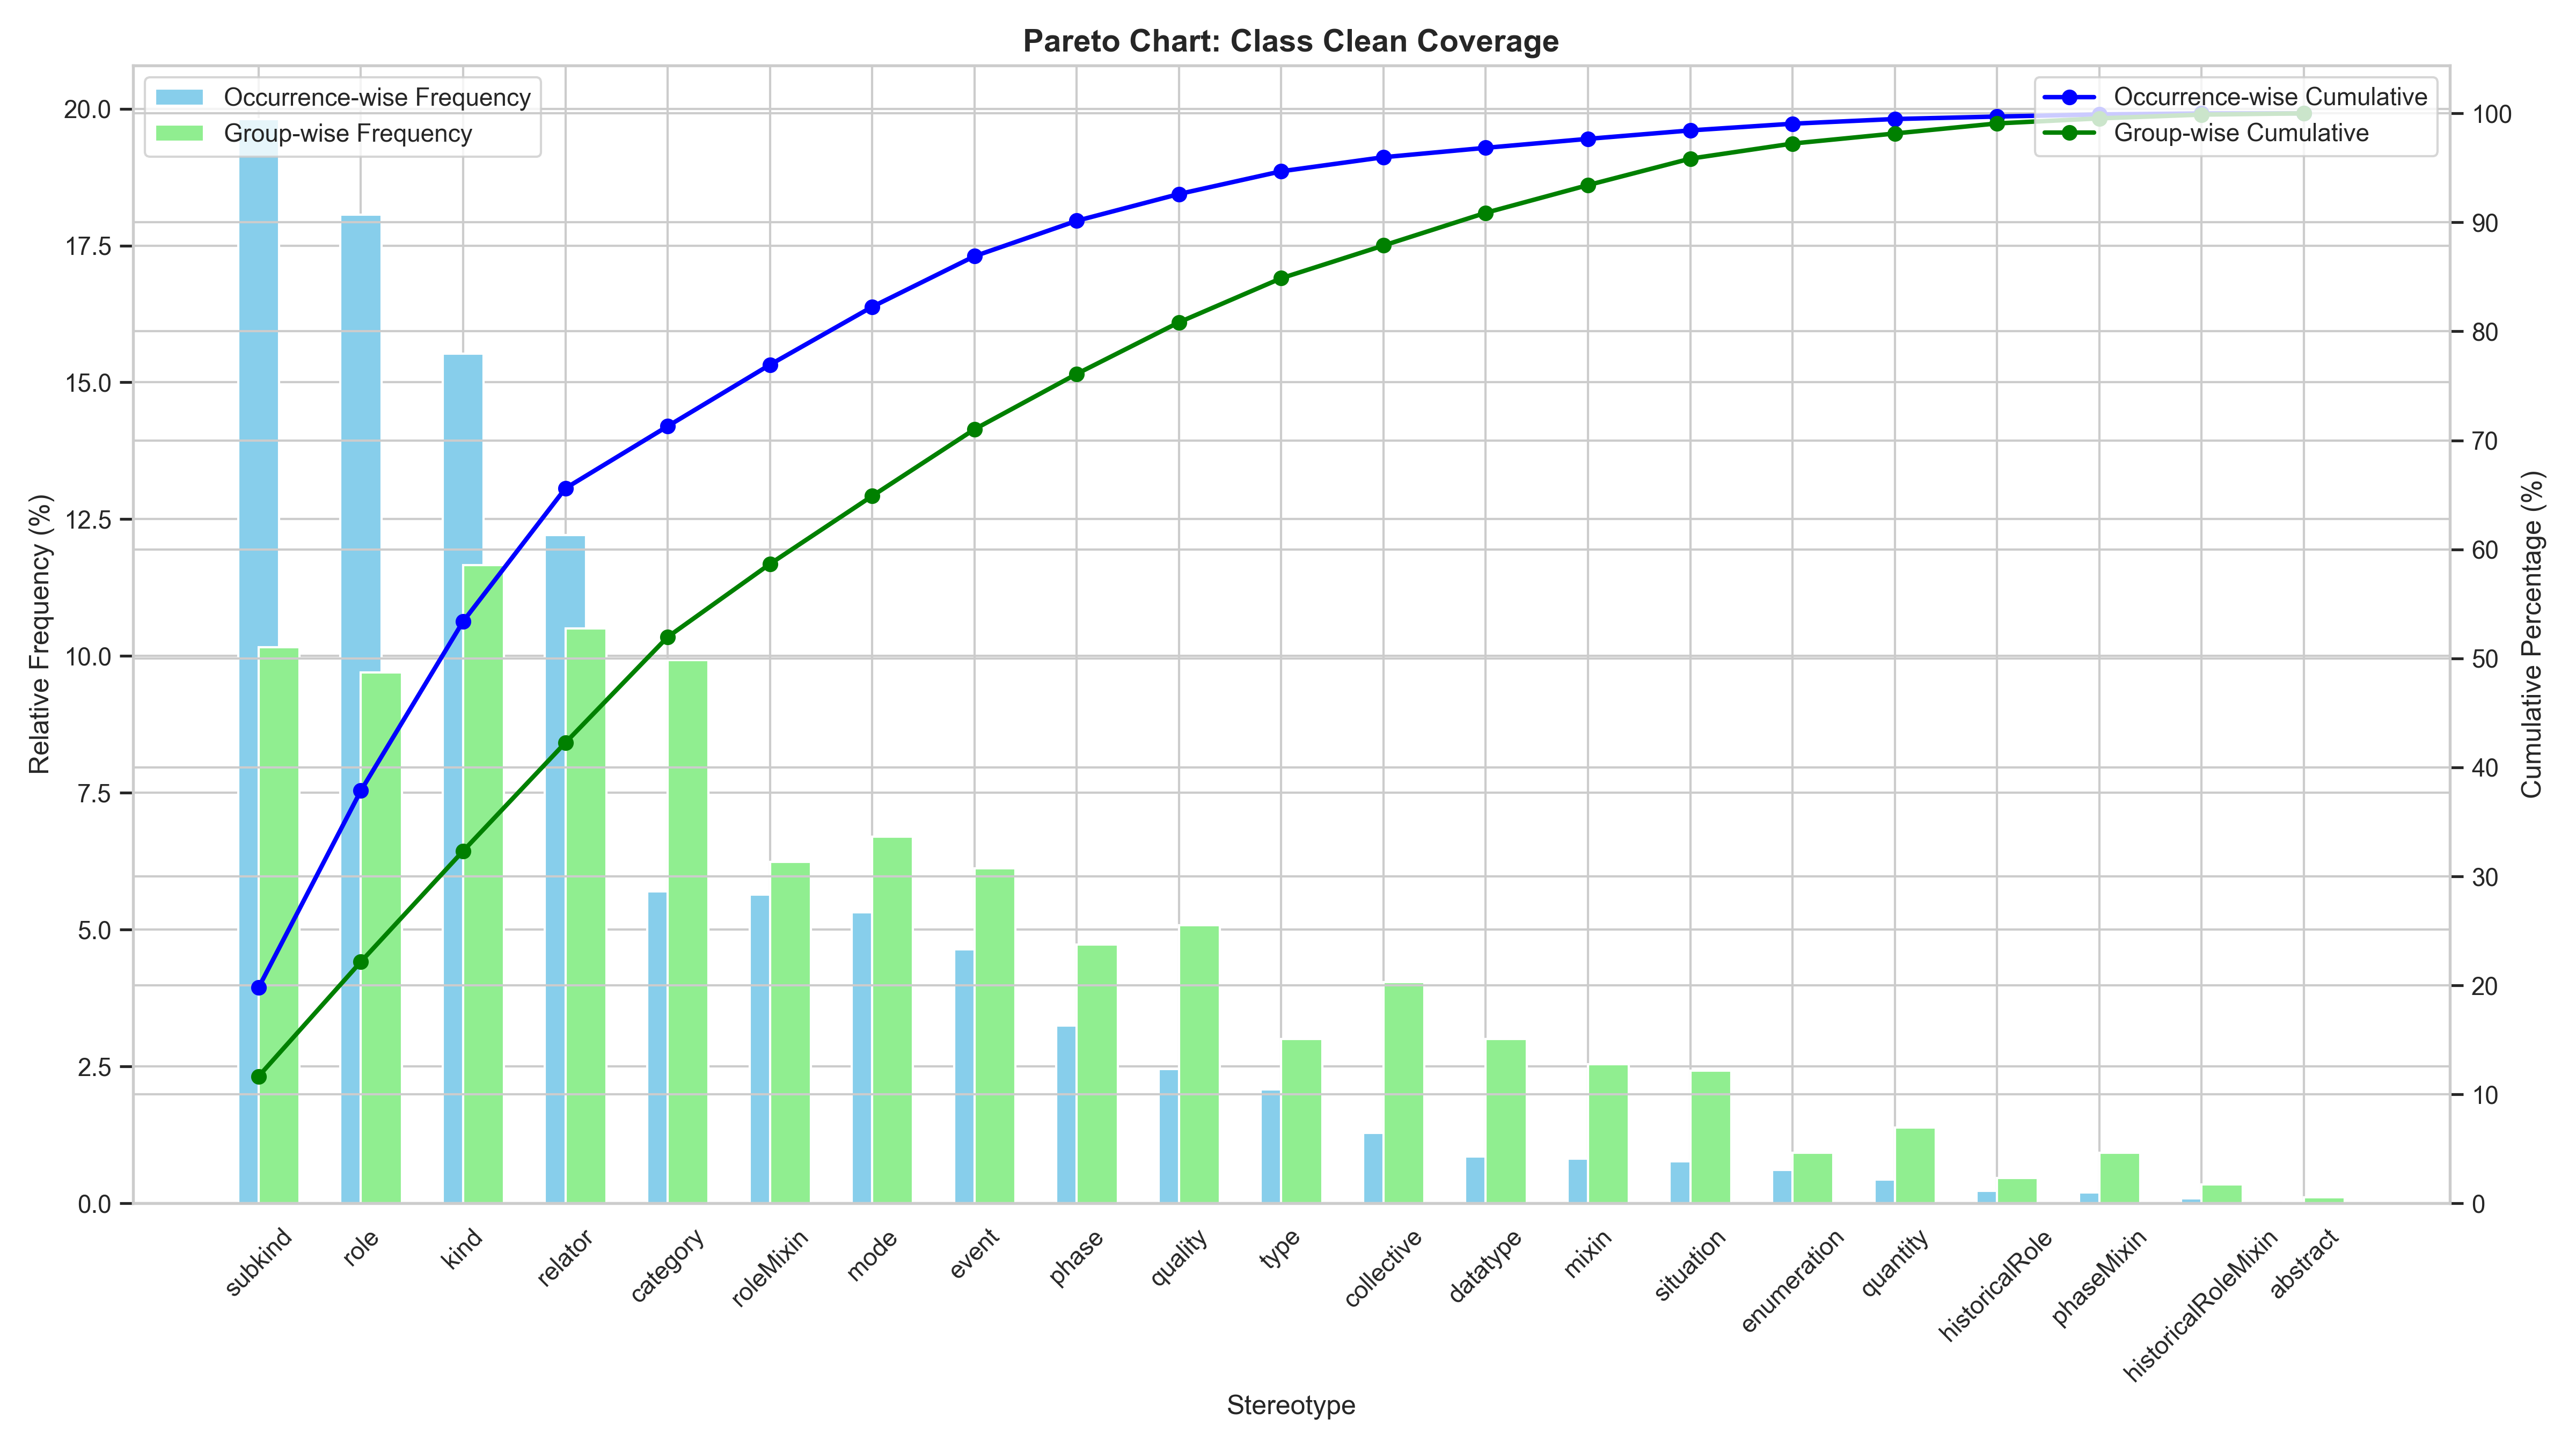 Pareto Chart: Class Clean Coverage
Occurrence-wise Frequency
Group-wise Frequency
Occurrence-wise Cumulative
Group-wise Cumulative
20.0
17.5
15.0
12.5
10.0
7.5
5.0
2.5
0.0
Relative Frequency (%)
100
90
80
70
60
50
40
30
20
10
0
Cumulative Percentage (%)
subkind
role
kind
relator
category
roleMixin
mode
event
phase
quality
type
collective
datatype
mixin
situation
enumeration
quantity
historicalRole
phaseMixin
historicalRoleMixin
abstract
Stereotype